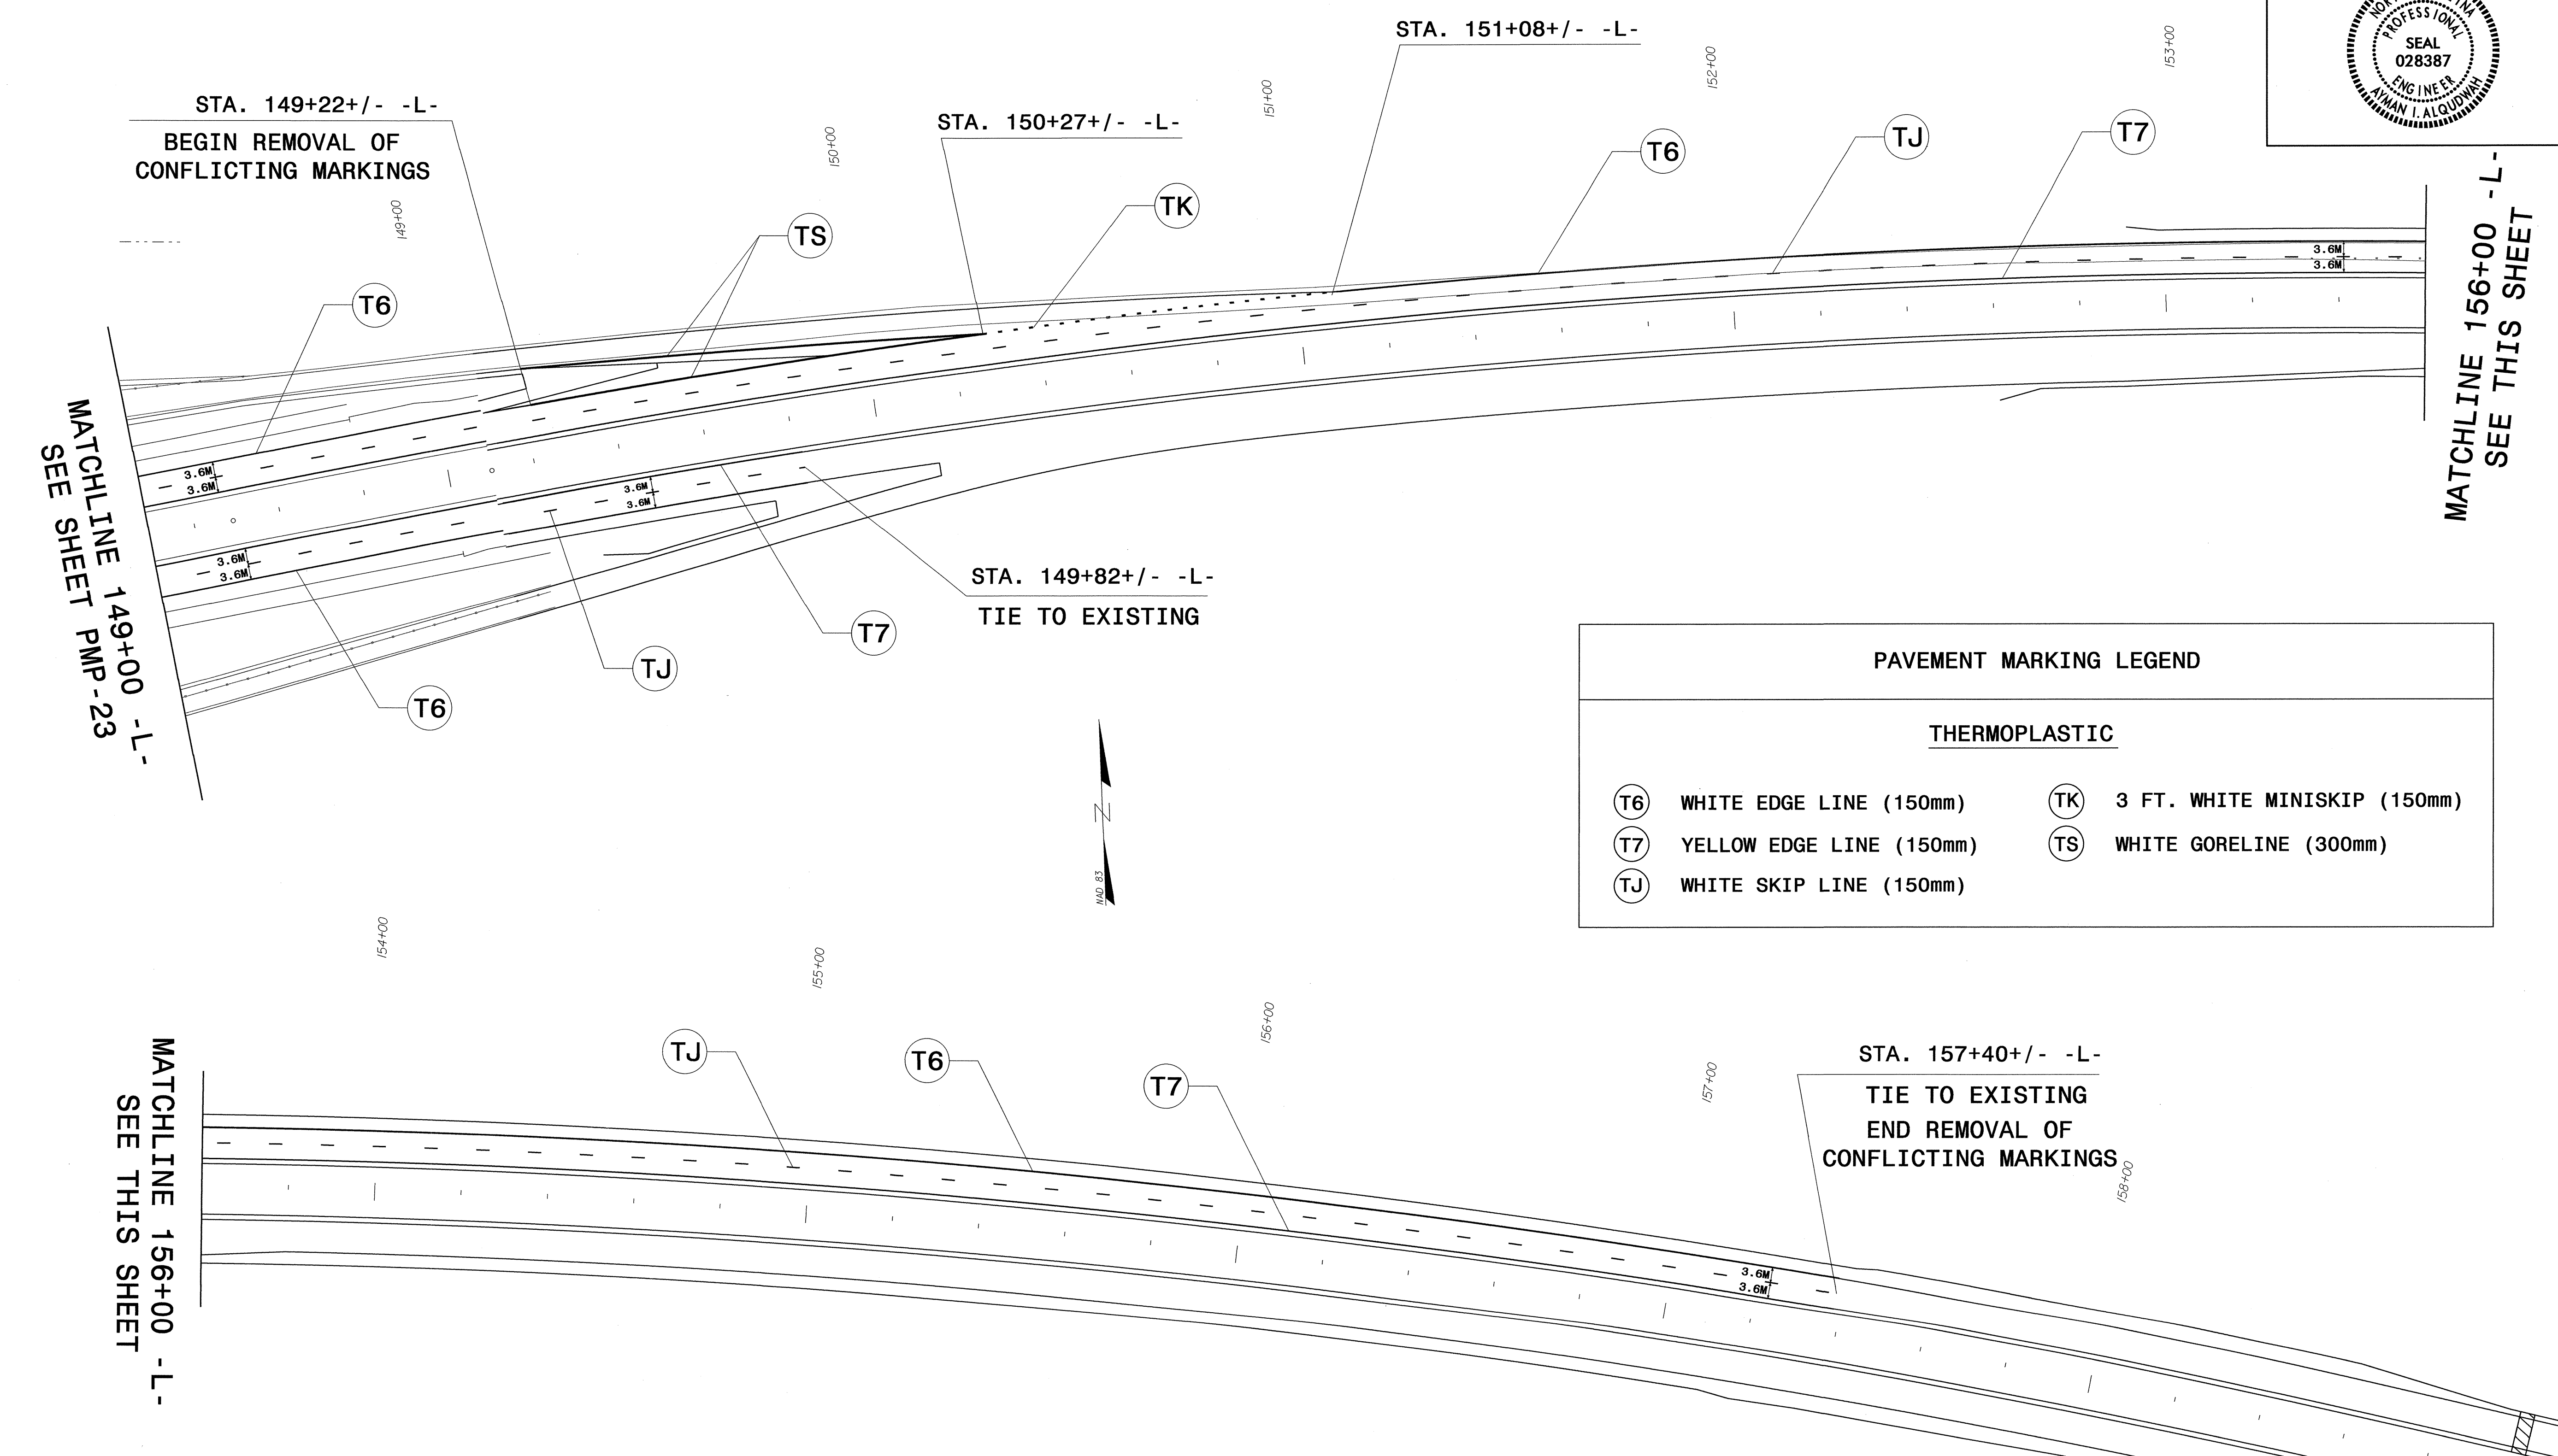 STA. 151+08+/- -L-
153+00
152+00
151+00
150+00
149+00
PROFESSIONAL
SEAL
028387
ENGINEER
AYMAN I. ALQUDWAH
STA. 149+22+/- -L-
BEGIN REMOVAL OF
CONFLICTING MARKINGS
STA. 150+27+/- -L-
T6
TJ
T7
TK
TS
T6
3.6M
3.6M
MATCHLINE 156+00 -L-
SEE THIS SHEET
MATCHLINE 149+00 -L-
SEE SHEET PMP-23
3.6M
3.6M
3.6M
3.6M
3.6M
3.6M
STA. 149+82+/- -L-
TIE TO EXISTING
T7
TJ
T6
PAVEMENT MARKING LEGEND
THERMOPLASTIC
T6 WHITE EDGE LINE (150mm)
T7 YELLOW EDGE LINE (150mm)
TJ WHITE SKIP LINE (150mm)
TK 3 FT. WHITE MINISKIP (150mm)
TS WHITE GORELINE (300mm)
N
NAD 83
154+00
155+00
156+00
157+00
158+00
MATCHLINE 156+00 -L-
SEE THIS SHEET
TJ
T6
T7
STA. 157+40+/- -L-
TIE TO EXISTING
END REMOVAL OF
CONFLICTING MARKINGS
3.6M
3.6M